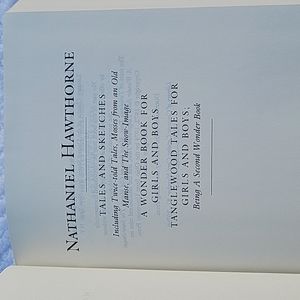 NATHANIEL HAWTHORNE
TALES AND SKETCHES
Including Twice-told Tales, Mosses from an Old
Manse, and The Snow-Image
A WONDER BOOK FOR
GIRLS AND BOYS
TANGLEWOOD TALES FOR
GIRLS AND BOYS,
Being A Second Wonder Book